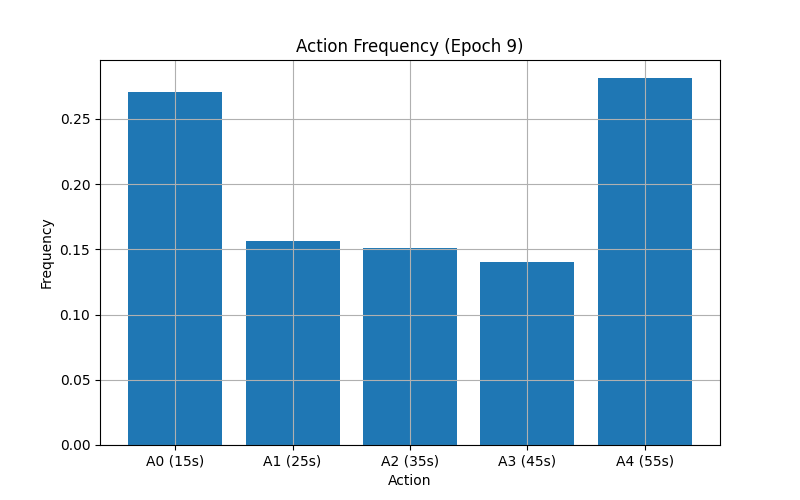 Action Frequency (Epoch 9)
Frequency
0.25
0.20
0.15
0.10
0.05
0.00
A0 (15s) A1 (25s) A2 (35s) A3 (45s) A4 (55s)
Action